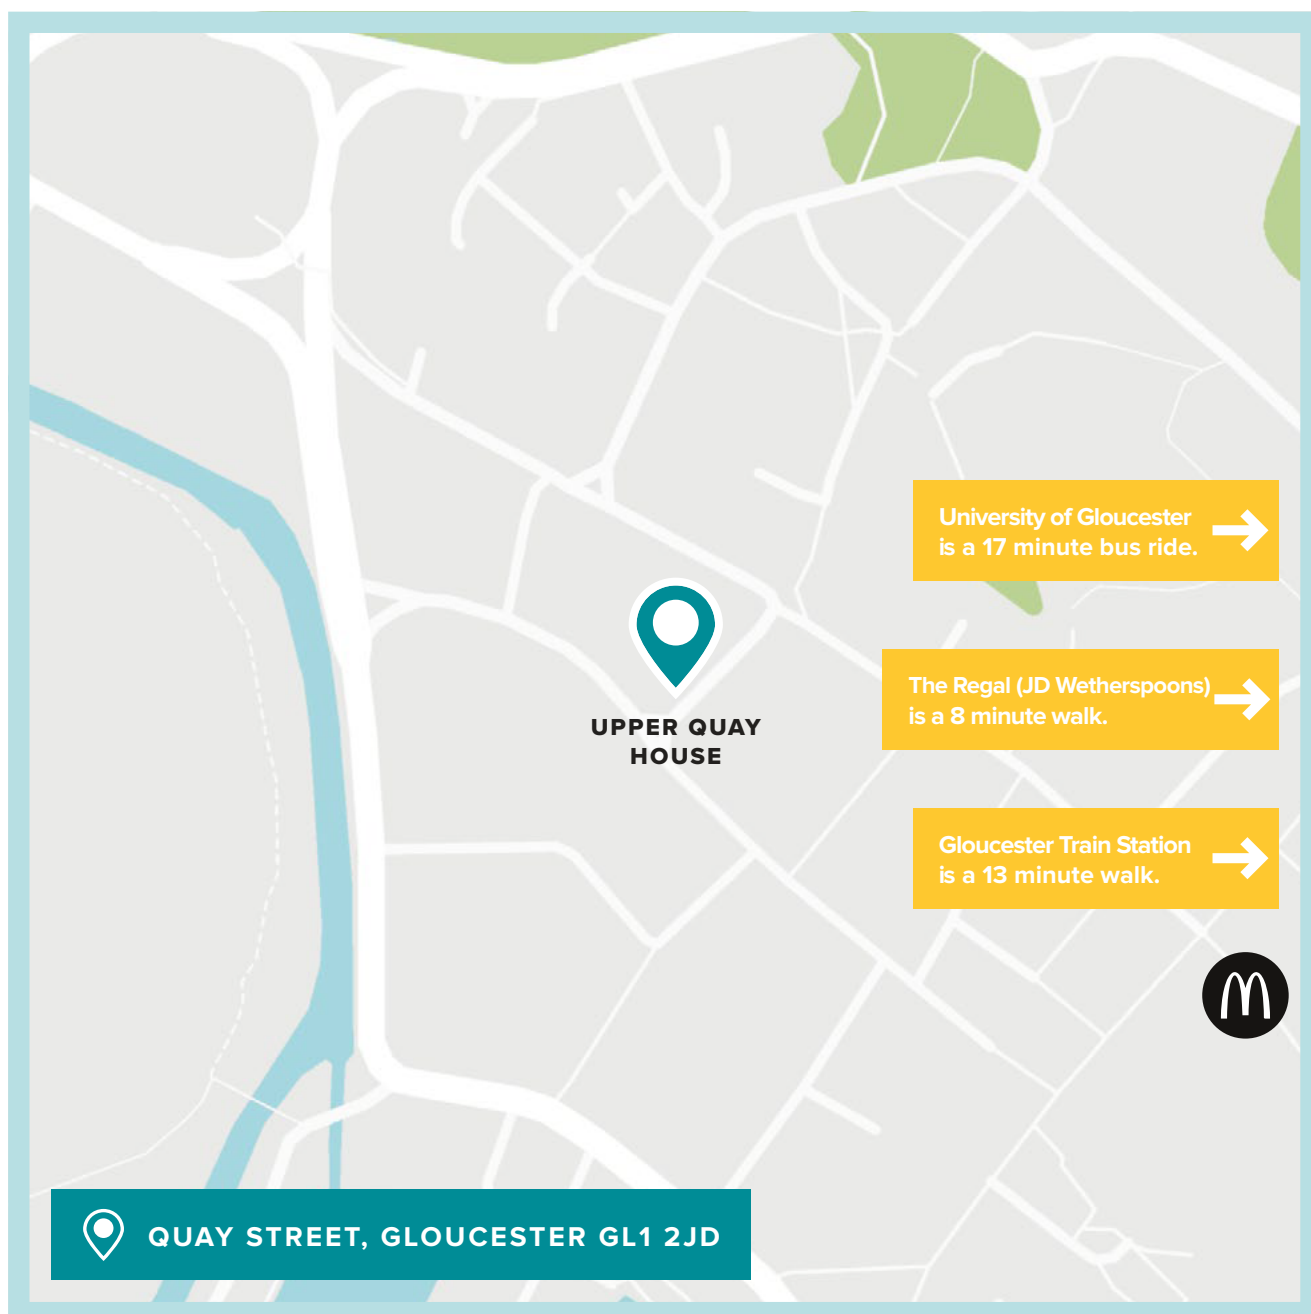 University of Gloucester
is a 17 minute bus ride.
UPPER QUAY
HOUSE
The Regal (JD Wetherspoons)
is a 8 minute walk.
Gloucester Train Station
is a 13 minute walk.
QUAY STREET, GLOUCESTER GL1 2JD